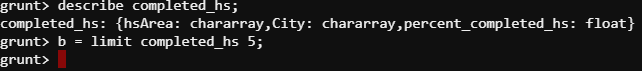 grunt> describe completed_hs;
completed_hs: {hsArea: chararray,City: chararray,percent_completed_hs: float}
grunt> b = limit completed_hs 5;
grunt>